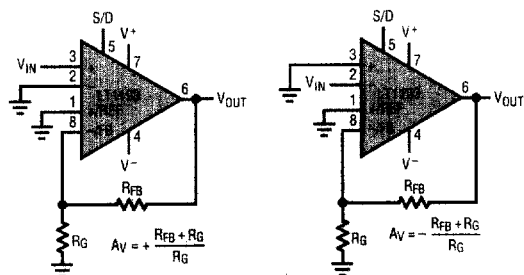 S/D
V+
5
3
VIN
7
2
6
VOUT
1
8
4
V−
RFB
RG
AV = + RFB + RG
RG
S/D
V+
5
3
7
VIN
2
6
VOUT
1
8
4
V−
RFB
RG
AV = − RFB + RG
RG